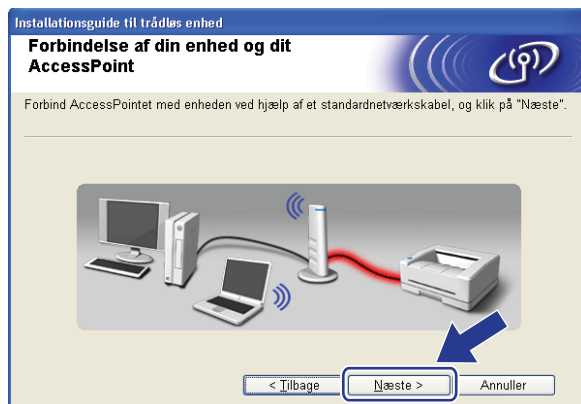 Installationsguide til trådløs enhed
Forbindelse af din enhed og dit
AccessPoint
Forbind AccessPointet med enheden ved hjælp af et standardnetværkskabel, og klik på "Næste".
< Tilbage
Næste >
Annuller